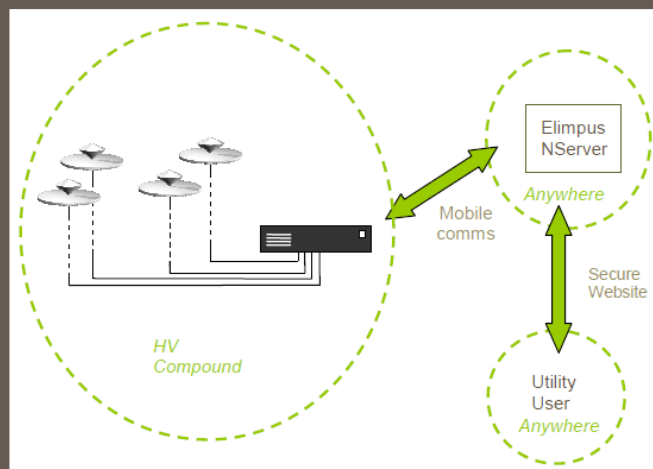 Elimpus
NServer
Anywhere
Mobile
comms
Secure
Website
HV
Compound
Utility
User
Anywhere